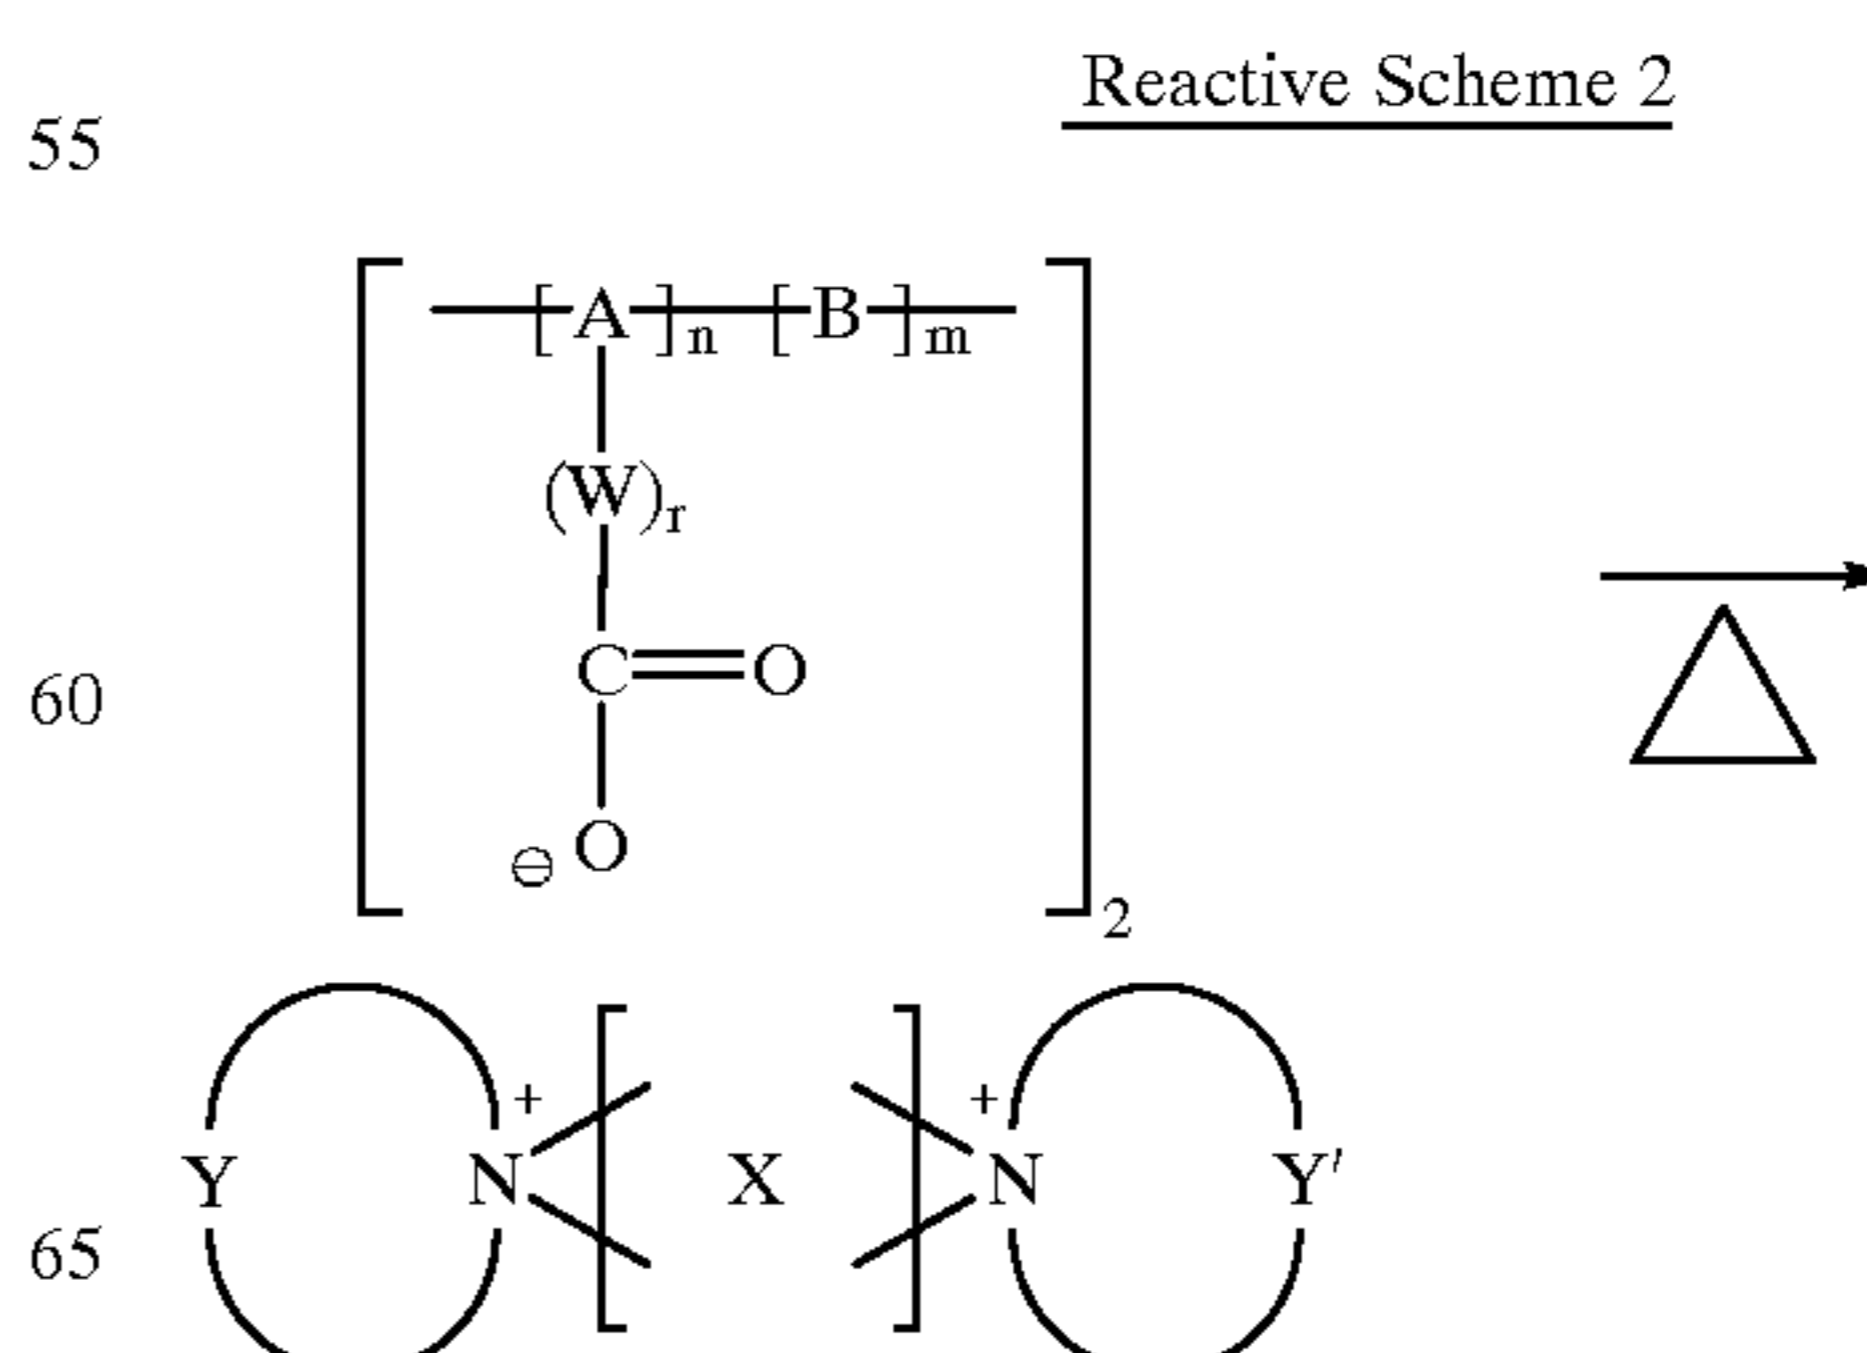 Reactive Scheme 2
55
[A]n [B]m
(W)r
C=O
60
⊖ O
2
+ +
Y N X N Y'
65